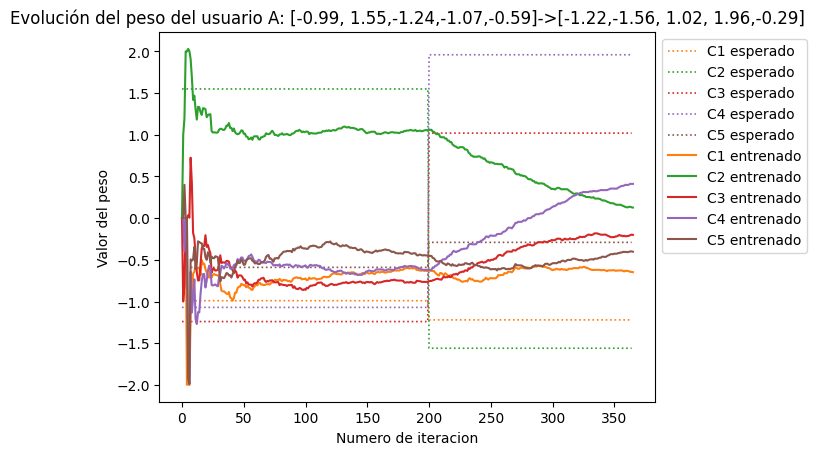 Evolución del peso del usuario A: [-0.99, 1.55,-1.24,-1.07,-0.59]->[-1.22,-1.56, 1.02, 1.96,-0.29]
2.0
1.5
1.0
0.5
0.0
−0.5
−1.0
−1.5
−2.0
Valor del peso
0 50 100 150 200 250 300 350
Numero de iteracion
C1 esperado
C2 esperado
C3 esperado
C4 esperado
C5 esperado
C1 entrenado
C2 entrenado
C3 entrenado
C4 entrenado
C5 entrenado